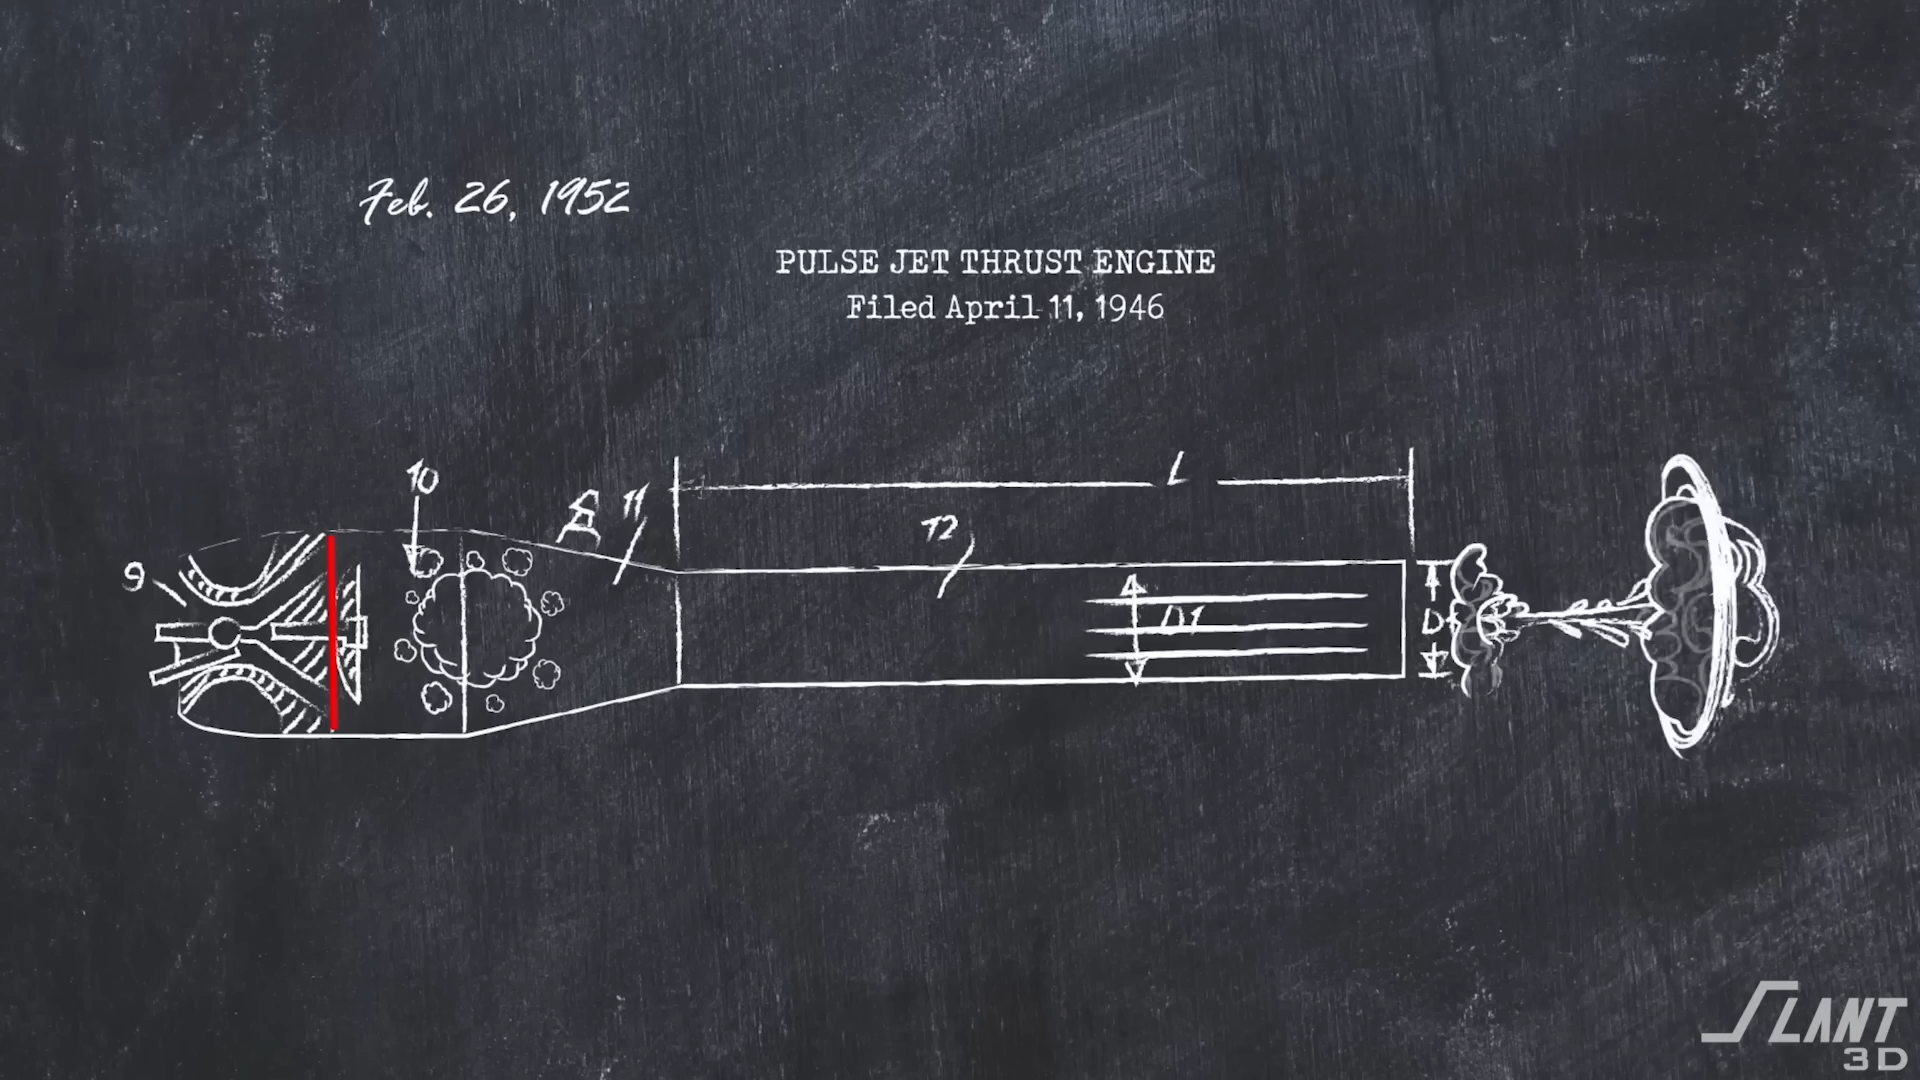 Feb. 26, 1952
PULSE JET THRUST ENGINE
Filed April 11, 1946
10
11
L
12
9
D1
D
SLANT
3D